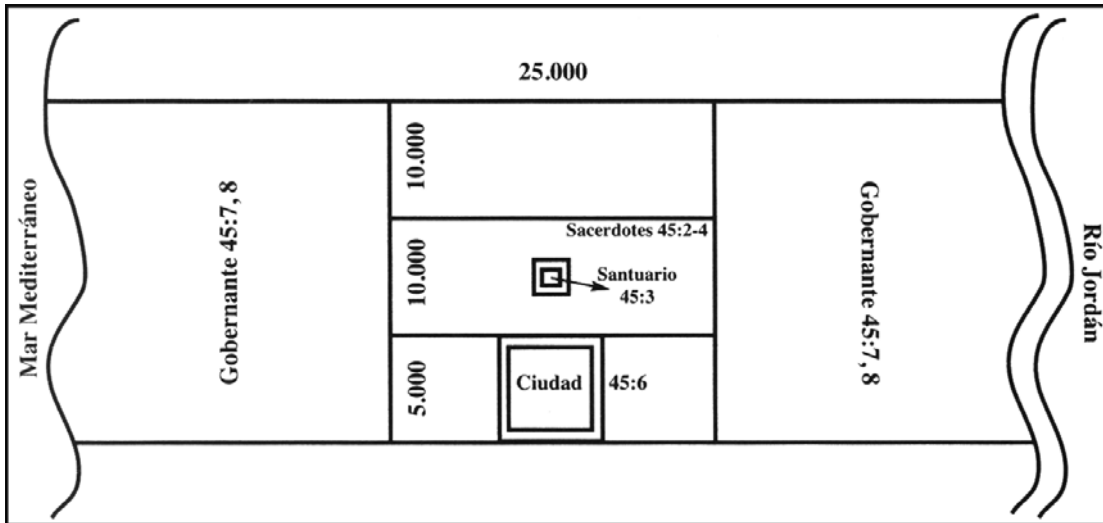 25.000
Mar Mediterráneo
Gobernante 45:7, 8
10.000
10.000
5.000
Sacerdotes 45:2-4
Santuario
45:3
Ciudad
45:6
Gobernante 45:7, 8
Río Jordán